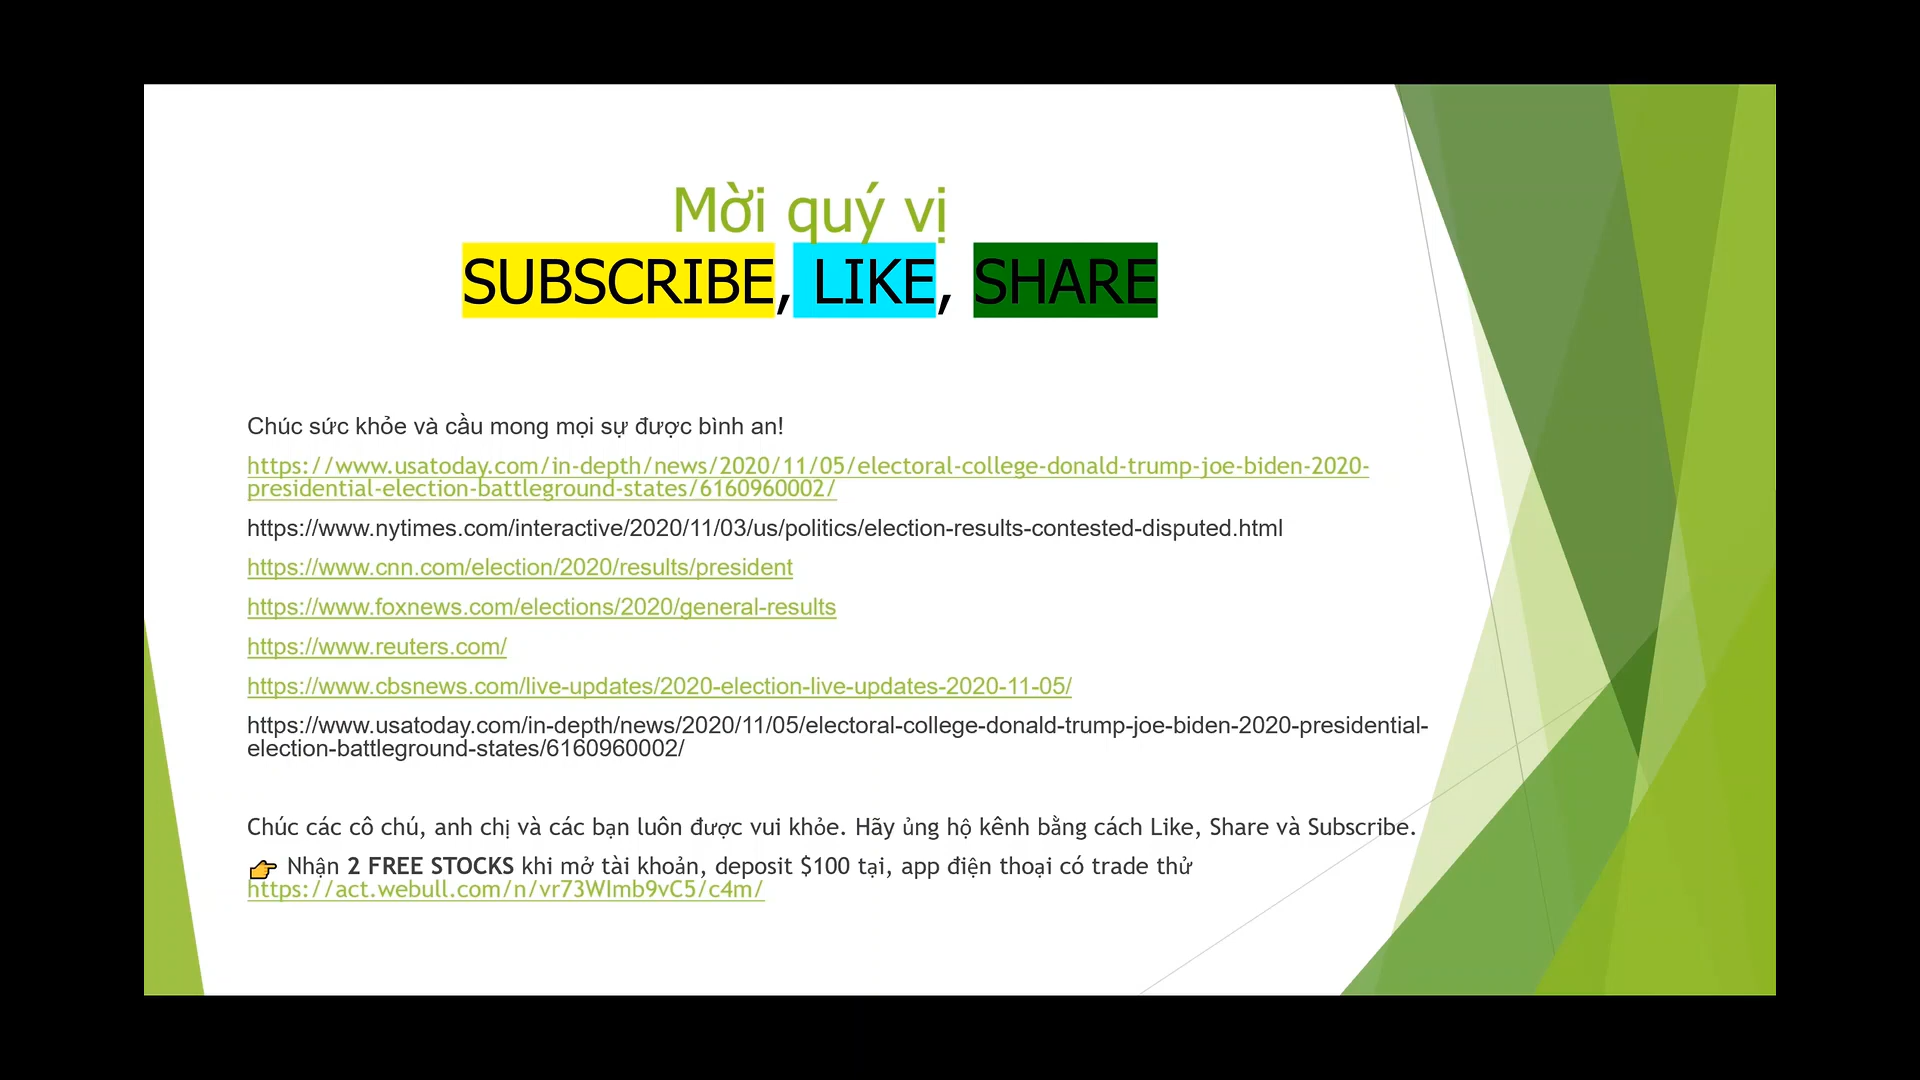 Mời quý vị
SUBSCRIBE, LIKE, SHARE
Chúc sức khỏe và cầu mong mọi sự được bình an!
https://www.usatoday.com/in-depth/news/2020/11/05/electoral-college-donald-trump-joe-biden-2020-
presidential-election-battleground-states/6160960002/
https://www.nytimes.com/interactive/2020/11/03/us/politics/election-results-contested-disputed.html
https://www.cnn.com/election/2020/results/president
https://www.foxnews.com/elections/2020/general-results
https://www.reuters.com/
https://www.cbsnews.com/live-updates/2020-election-live-updates-2020-11-05/
https://www.usatoday.com/in-depth/news/2020/11/05/electoral-college-donald-trump-joe-biden-2020-presidential-
election-battleground-states/6160960002/
Chúc các cô chú, anh chị và các bạn luôn được vui khỏe. Hãy ủng hộ kênh bằng cách Like, Share và Subscribe.
👉 Nhận 2 FREE STOCKS khi mở tài khoản, deposit $100 tại, app điện thoại có trade thử
https://act.webull.com/n/vr73WImb9vC5/c4m/